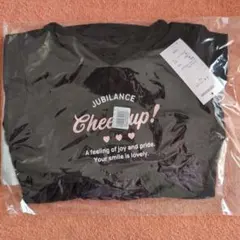 JUBILANCE
Cheer up!
A feeling of joy and pride.
Your smile is lovely.